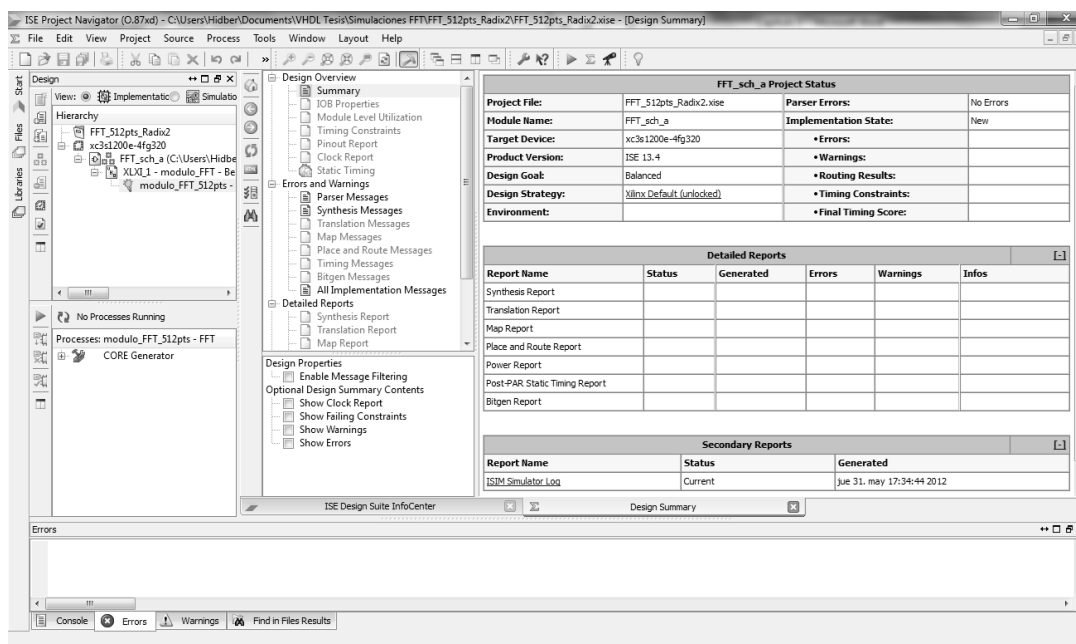 ISE Project Navigator (O.87xd) - C:\Users\Hidber\Documents\VHDL Tesis\Simulaciones FFT\FFT_512pts_Radix2\FFT_512pts_Radix2.xise - [Design Summary]
File Edit View Project Source Process Tools Window Layout Help
Start
Files
Libraries
Design
View: Implementatic Simulatio
Hierarchy
FFT_512pts_Radix2
xc3s1200e-4fg320
FFT_sch_a (C:\Users\Hidbe
XLXI_1 - modulo_FFT - Be
modulo_FFT_512pts -
No Processes Running
Processes: modulo_FFT_512pts - FFT
CORE Generator
Design Overview
Summary
IOB Properties
Module Level Utilization
Timing Constraints
Pinout Report
Clock Report
Static Timing
Errors and Warnings
Parser Messages
Synthesis Messages
Translation Messages
Map Messages
Place and Route Messages
Timing Messages
Bitgen Messages
All Implementation Messages
Detailed Reports
Synthesis Report
Translation Report
Map Report
Design Properties
Enable Message Filtering
Optional Design Summary Contents
Show Clock Report
Show Failing Constraints
Show Warnings
Show Errors
FFT_sch_a Project Status
Project File: FFT_512pts_Radix2.xise Parser Errors: No Errors
Module Name: FFT_sch_a Implementation State: New
Target Device: xc3s1200e-4fg320 •Errors:
Product Version: ISE 13.4 •Warnings:
Design Goal: Balanced •Routing Results:
Design Strategy: Xilinx Default (unlocked) •Timing Constraints:
Environment: •Final Timing Score:
Detailed Reports [-]
Report Name Status Generated Errors Warnings Infos
Synthesis Report
Translation Report
Map Report
Place and Route Report
Power Report
Post-PAR Static Timing Report
Bitgen Report
Secondary Reports [-]
Report Name Status Generated
ISIM Simulator Log Current jue 31. may 17:34:44 2012
ISE Design Suite InfoCenter Design Summary
Errors
Console Errors Warnings Find in Files Results